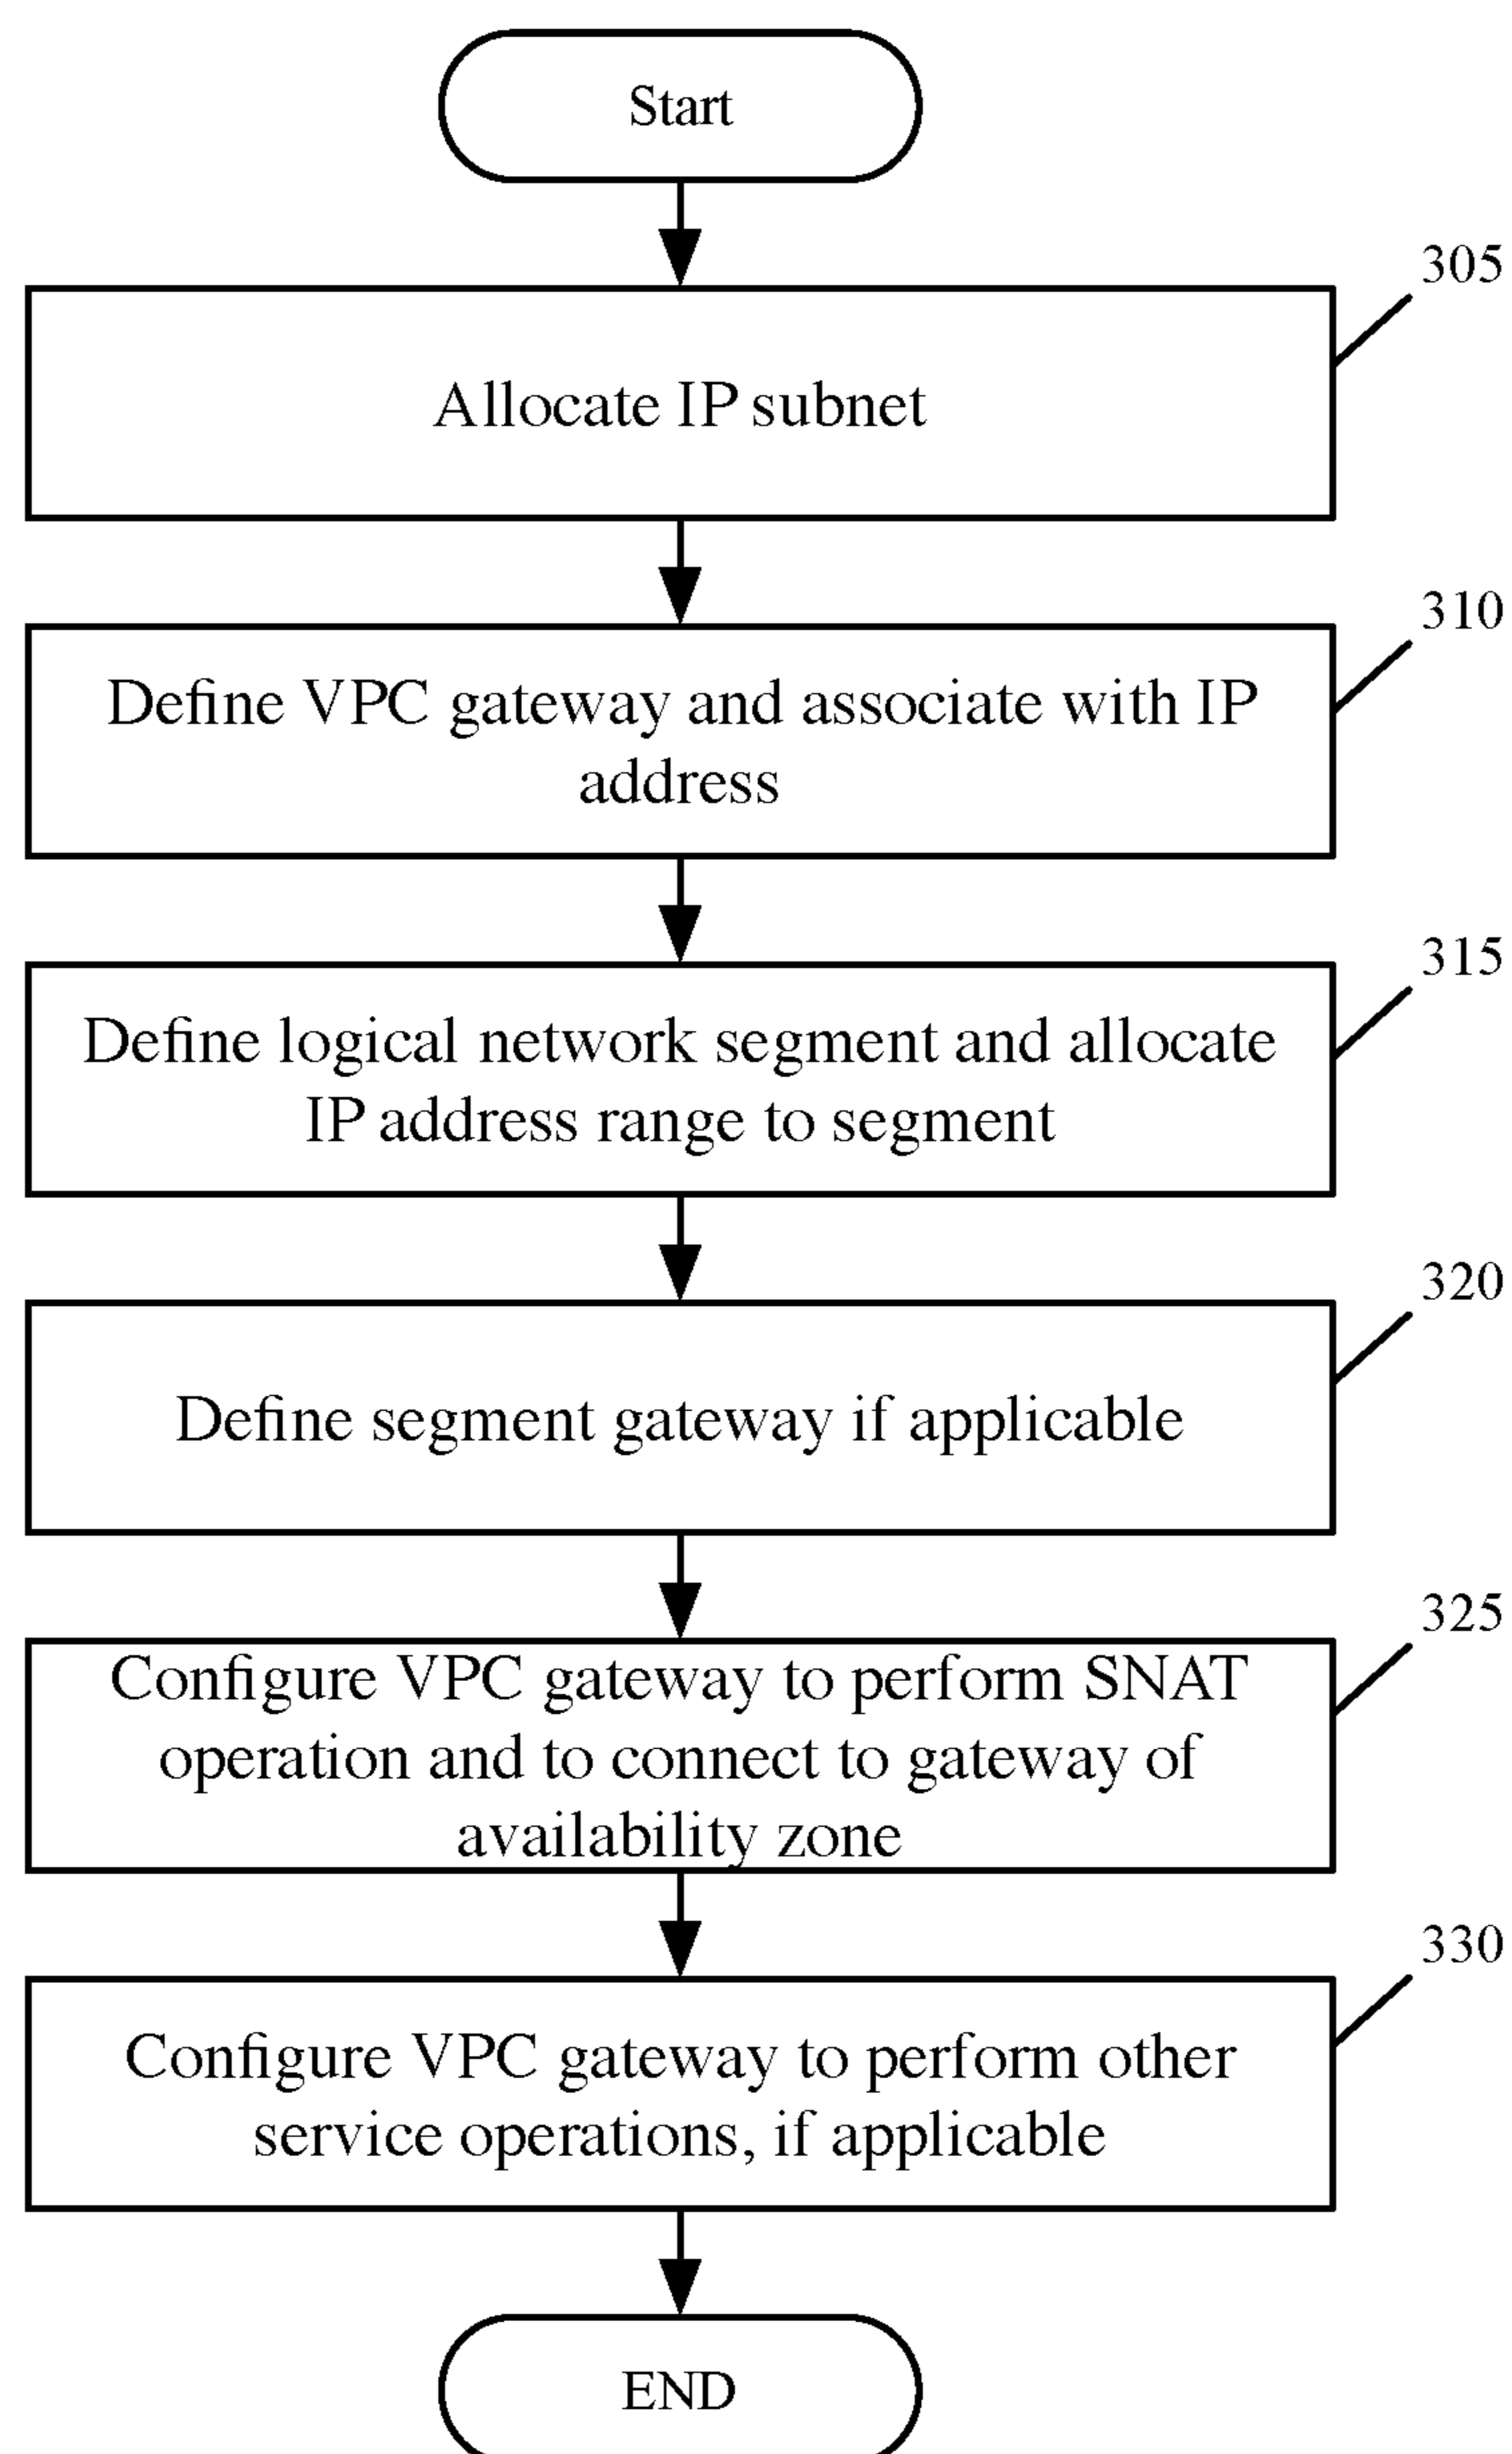 Start
305
Allocate IP subnet
310
Define VPC gateway and associate with IP
address
315
Define logical network segment and allocate
IP address range to segment
320
Define segment gateway if applicable
325
Configure VPC gateway to perform SNAT
operation and to connect to gateway of
availability zone
330
Configure VPC gateway to perform other
service operations, if applicable
END